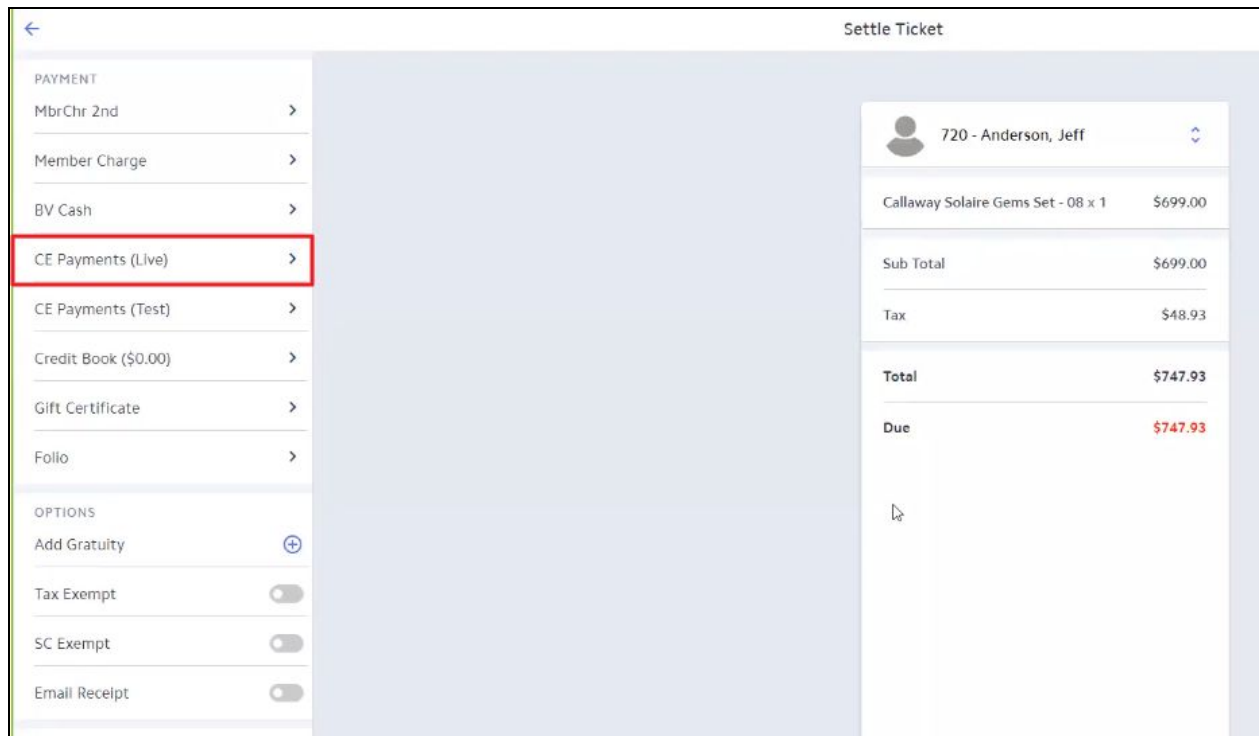 Settle Ticket
PAYMENT
MbrChr 2nd
Member Charge
BV Cash
CE Payments (Live)
CE Payments (Test)
Credit Book ($0.00)
Gift Certificate
Folio
OPTIONS
Add Gratuity
Tax Exempt
SC Exempt
Email Receipt
720 - Anderson, Jeff
Callaway Solaire Gems Set - 08 x 1 $699.00
Sub Total $699.00
Tax $48.93
Total $747.93
Due $747.93